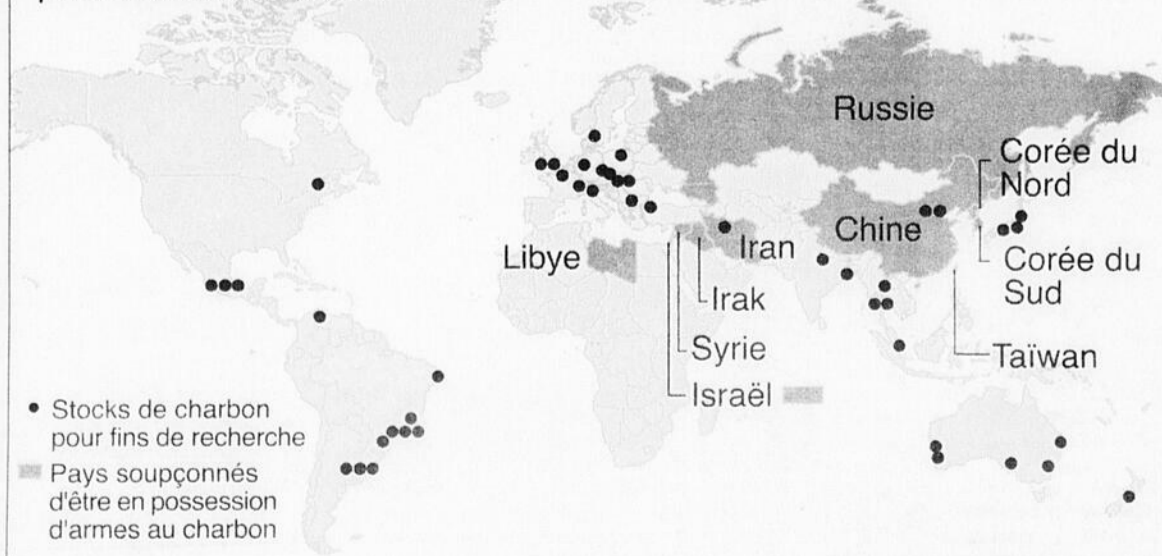 Russie
Corée du
Nord
Chine
Libye
Iran
Corée du
Sud
Irak
Syrie
Taïwan
Israël
Stocks de charbon
pour fins de recherche
Pays soupçonnés
d'être en possession
d'armes au charbon